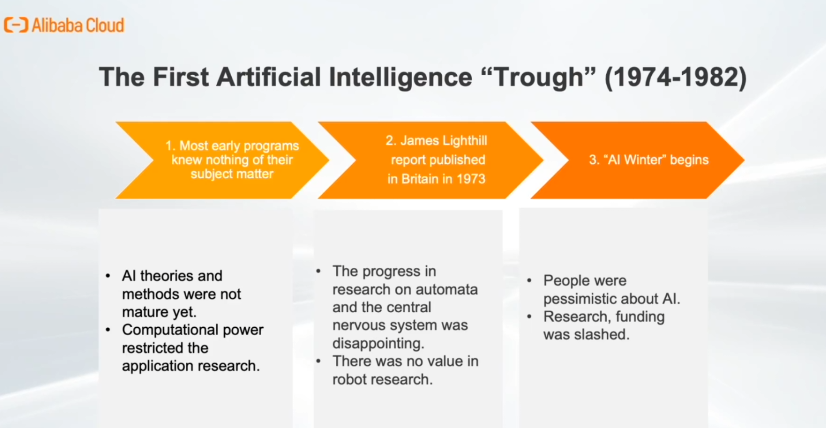 Alibaba Cloud
The First Artificial Intelligence “Trough” (1974-1982)
1. Most early programs
knew nothing of their
subject matter
2. James Lighthill
report published
in Britain in 1973
3. “AI Winter” begins
• AI theories and
methods were not
mature yet.
• Computational power
restricted the
application research.
• The progress in
research on automata
and the central
nervous system was
disappointing.
• There was no value in
robot research.
• People were
pessimistic about AI.
• Research, funding
was slashed.